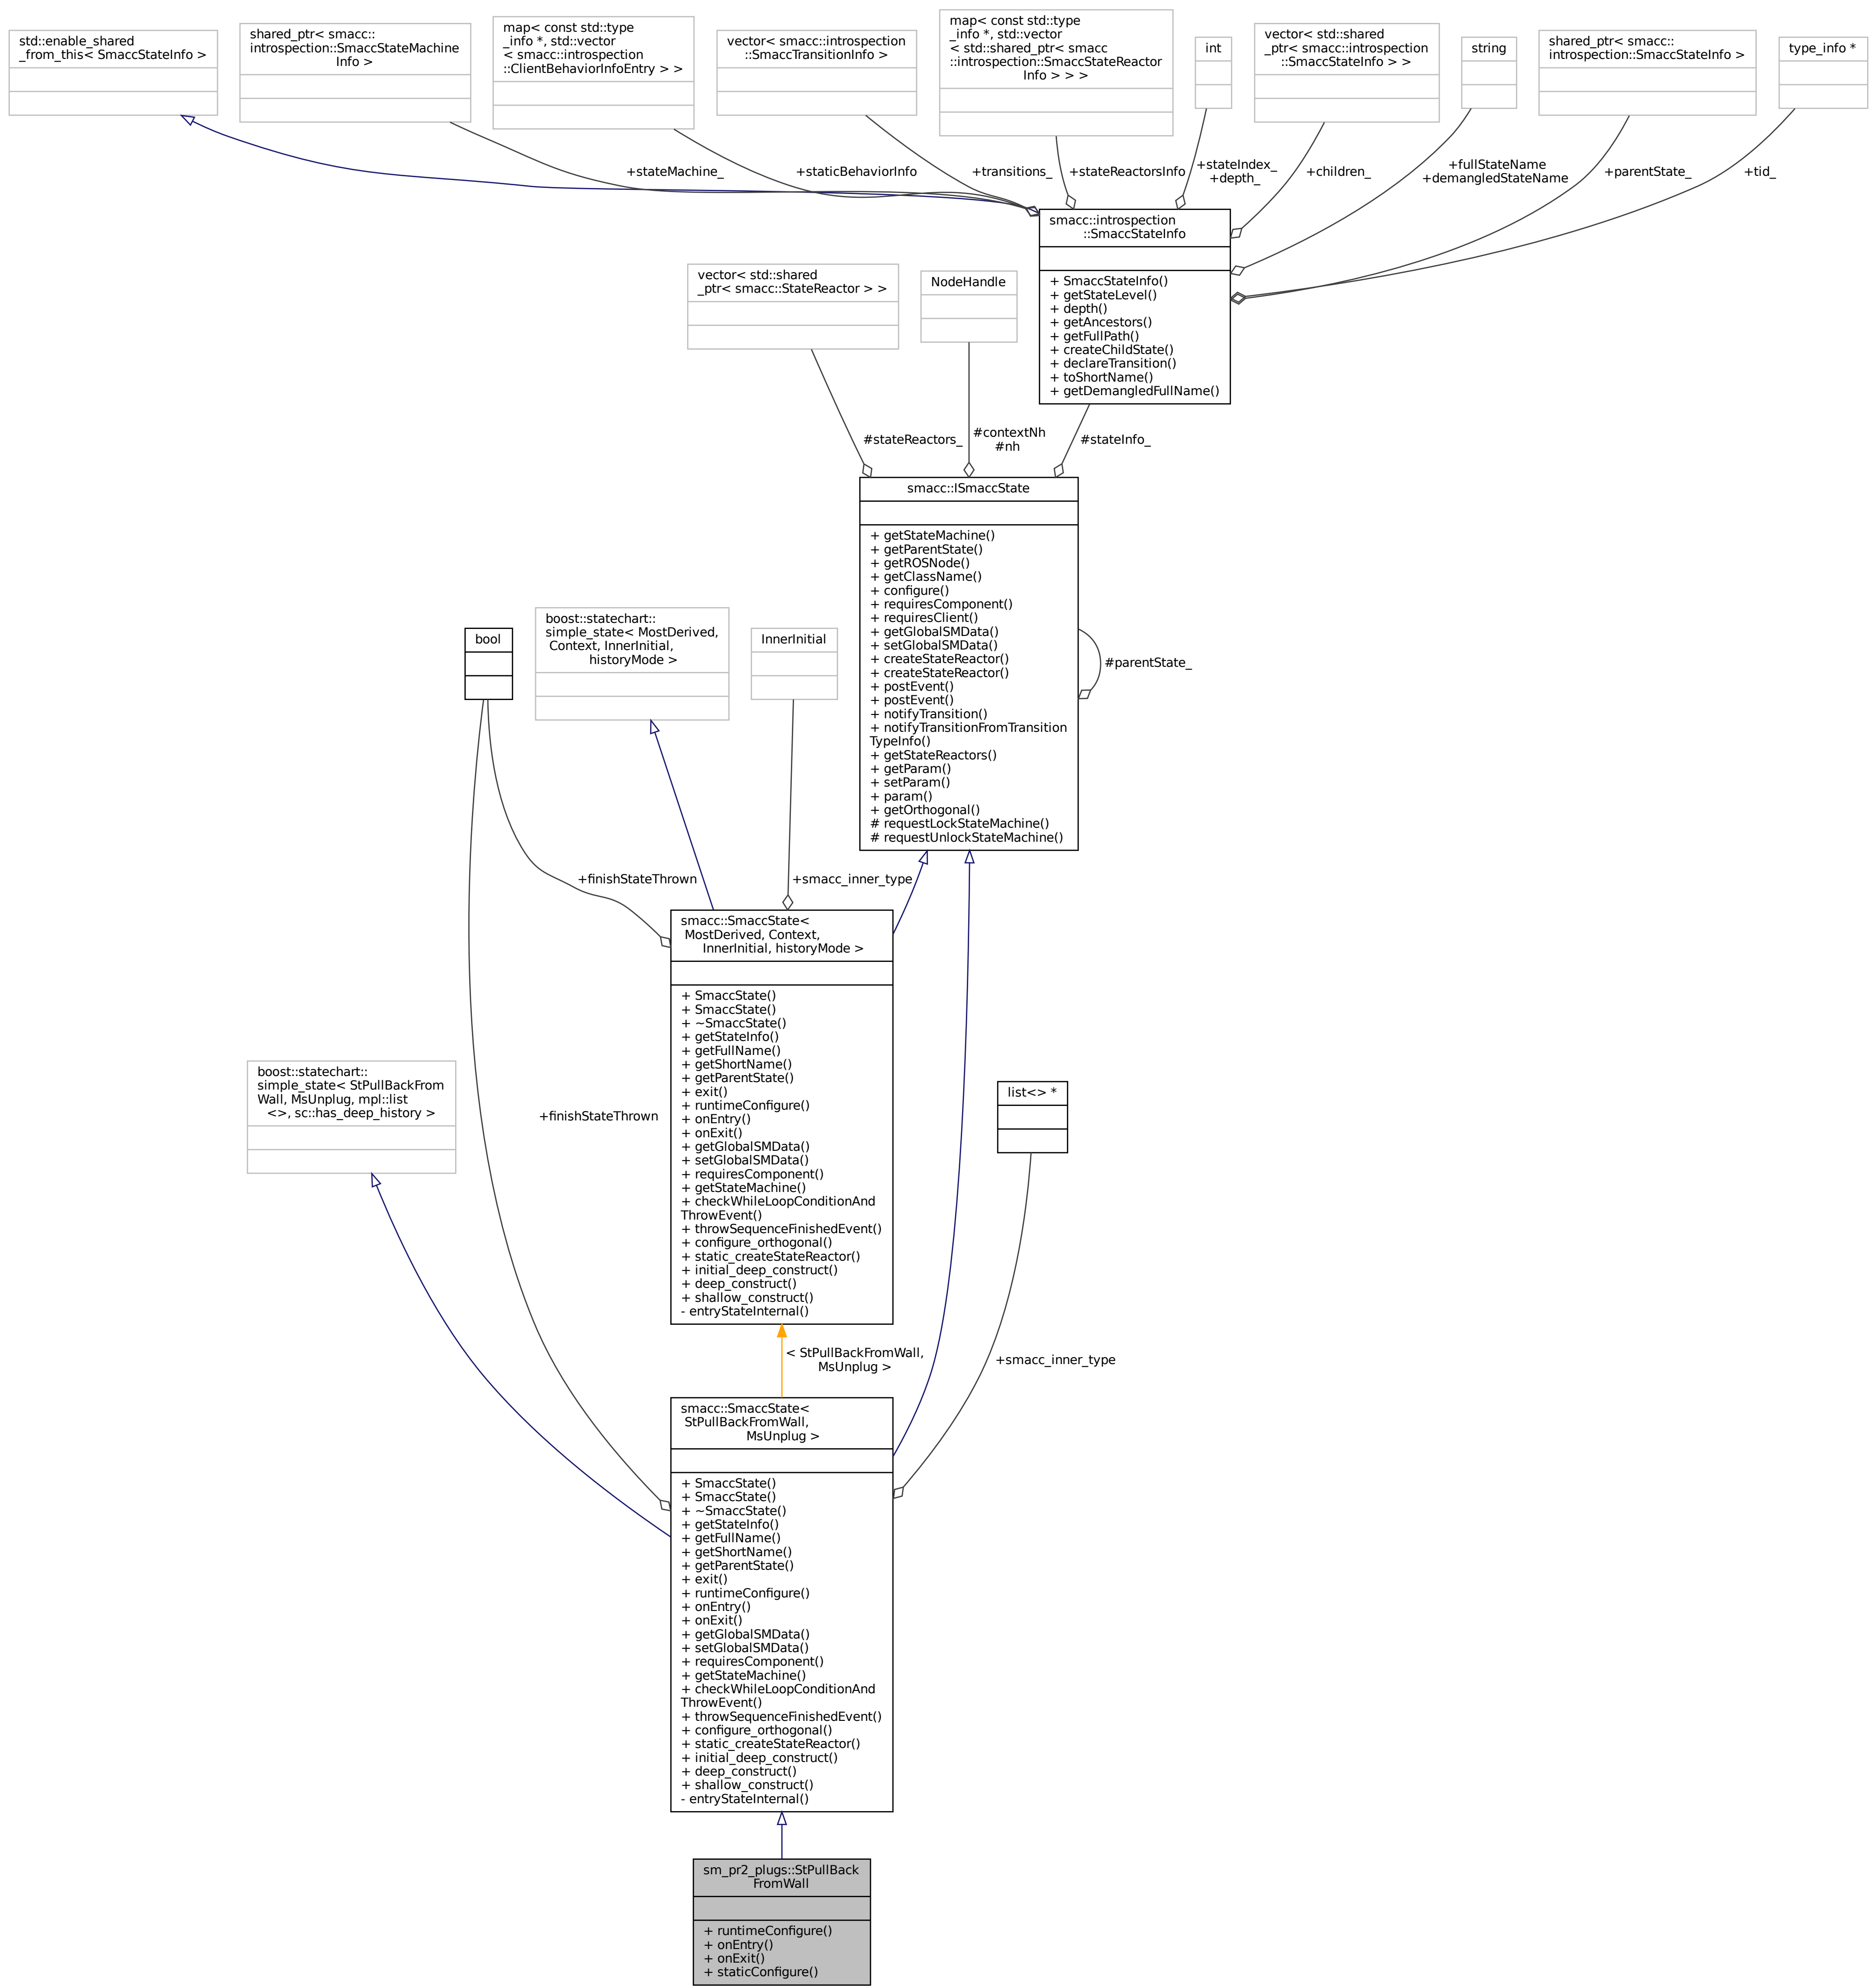 std::enable_shared
_from_this< SmaccStateInfo >
shared_ptr< smacc::
introspection::SmaccStateMachine
Info >
map< const std::type
_info *, std::vector
< smacc::introspection
::ClientBehaviorInfoEntry > >
vector< smacc::introspection
::SmaccTransitionInfo >
map< const std::type
_info *, std::vector
< std::shared_ptr< smacc
::introspection::SmaccStateReactor
Info > > >
int
vector< std::shared
_ptr< smacc::introspection
::SmaccStateInfo > >
string
shared_ptr< smacc::
introspection::SmaccStateInfo >
type_info *
+stateMachine_
+staticBehaviorInfo
+transitions_
+stateReactorsInfo
+stateIndex_
+depth_
+children_
+fullStateName
+demangledStateName
+parentState_
+tid_
smacc::introspection
::SmaccStateInfo
+ SmaccStateInfo()
+ getStateLevel()
+ depth()
+ getAncestors()
+ getFullPath()
+ createChildState()
+ declareTransition()
+ toShortName()
+ getDemangledFullName()
vector< std::shared
_ptr< smacc::StateReactor > >
NodeHandle
#stateReactors_
#contextNh
#nh
#stateInfo_
smacc::ISmaccState
+ getStateMachine()
+ getParentState()
+ getROSNode()
+ getClassName()
+ configure()
+ requiresComponent()
+ requiresClient()
+ getGlobalSMData()
+ setGlobalSMData()
+ createStateReactor()
+ createStateReactor()
+ postEvent()
+ postEvent()
+ notifyTransition()
+ notifyTransitionFromTransition
TypeInfo()
+ getStateReactors()
+ getParam()
+ setParam()
+ param()
+ getOrthogonal()
# requestLockStateMachine()
# requestUnlockStateMachine()
#parentState_
bool
boost::statechart::
simple_state< MostDerived,
Context, InnerInitial,
historyMode >
InnerInitial
+finishStateThrown
+smacc_inner_type
smacc::SmaccState<
MostDerived, Context,
InnerInitial, historyMode >
+ SmaccState()
+ SmaccState()
+ ~SmaccState()
+ getStateInfo()
+ getFullName()
+ getShortName()
+ getParentState()
+ exit()
+ runtimeConfigure()
+ onEntry()
+ onExit()
+ getGlobalSMData()
+ setGlobalSMData()
+ requiresComponent()
+ getStateMachine()
+ checkWhileLoopConditionAnd
ThrowEvent()
+ throwSequenceFinishedEvent()
+ configure_orthogonal()
+ static_createStateReactor()
+ initial_deep_construct()
+ deep_construct()
+ shallow_construct()
- entryStateInternal()
boost::statechart::
simple_state< StPullBackFrom
Wall, MsUnplug, mpl::list
<>, sc::has_deep_history >
+finishStateThrown
list<> *
< StPullBackFromWall,
MsUnplug >
+smacc_inner_type
smacc::SmaccState<
StPullBackFromWall,
MsUnplug >
+ SmaccState()
+ SmaccState()
+ ~SmaccState()
+ getStateInfo()
+ getFullName()
+ getShortName()
+ getParentState()
+ exit()
+ runtimeConfigure()
+ onEntry()
+ onExit()
+ getGlobalSMData()
+ setGlobalSMData()
+ requiresComponent()
+ getStateMachine()
+ checkWhileLoopConditionAnd
ThrowEvent()
+ throwSequenceFinishedEvent()
+ configure_orthogonal()
+ static_createStateReactor()
+ initial_deep_construct()
+ deep_construct()
+ shallow_construct()
- entryStateInternal()
sm_pr2_plugs::StPullBack
FromWall
+ runtimeConfigure()
+ onEntry()
+ onExit()
+ staticConfigure()